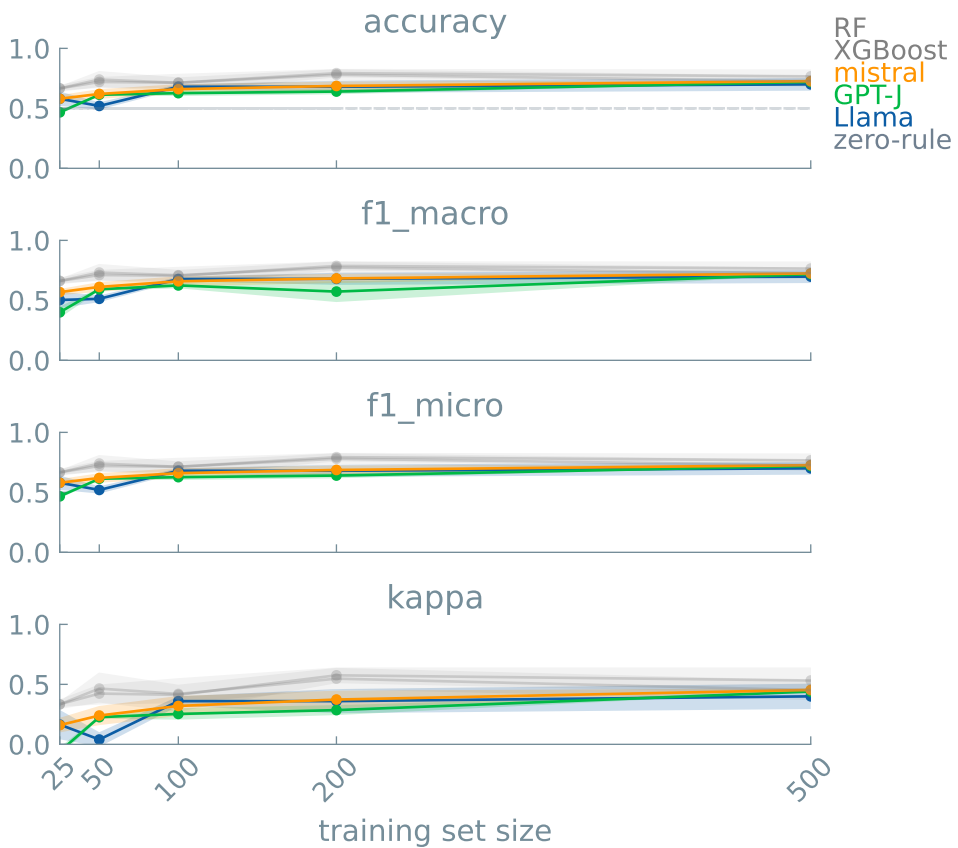 accuracy
1.0
0.5
0.0
RF
XGBoost
mistral
GPT-J
Llama
zero-rule
f1_macro
1.0
0.5
0.0
f1_micro
1.0
0.5
0.0
kappa
1.0
0.5
0.0
25 50 100 200 500
training set size